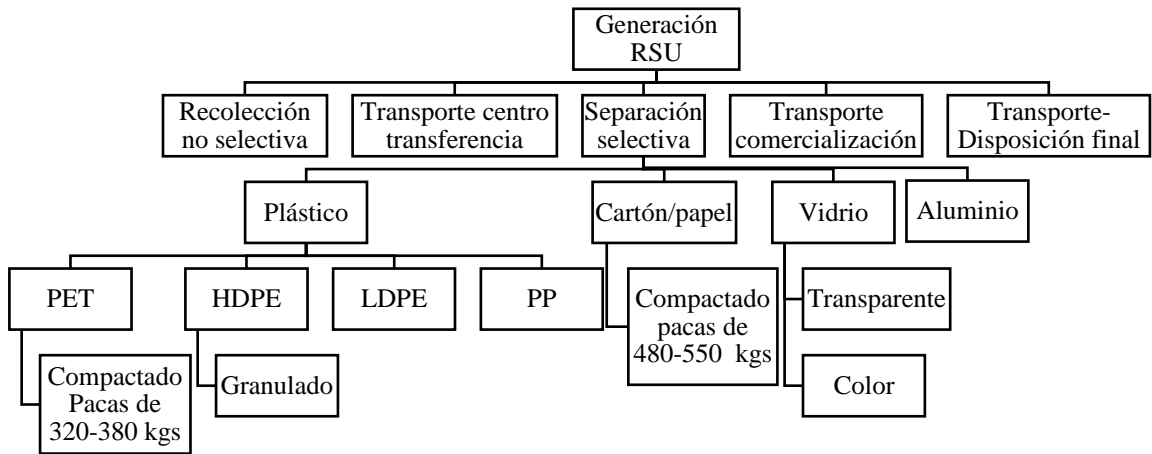 Generación
RSU
Recolección
no selectiva
Transporte centro
transferencia
Separación
selectiva
Transporte
comercialización
Transporte-
Disposición final
Plástico
Cartón/papel
Vidrio
Aluminio
PET
HDPE
LDPE
PP
Compactado
pacas de
480-550 kgs
Transparente
Compactado
Pacas de
320-380 kgs
Granulado
Color